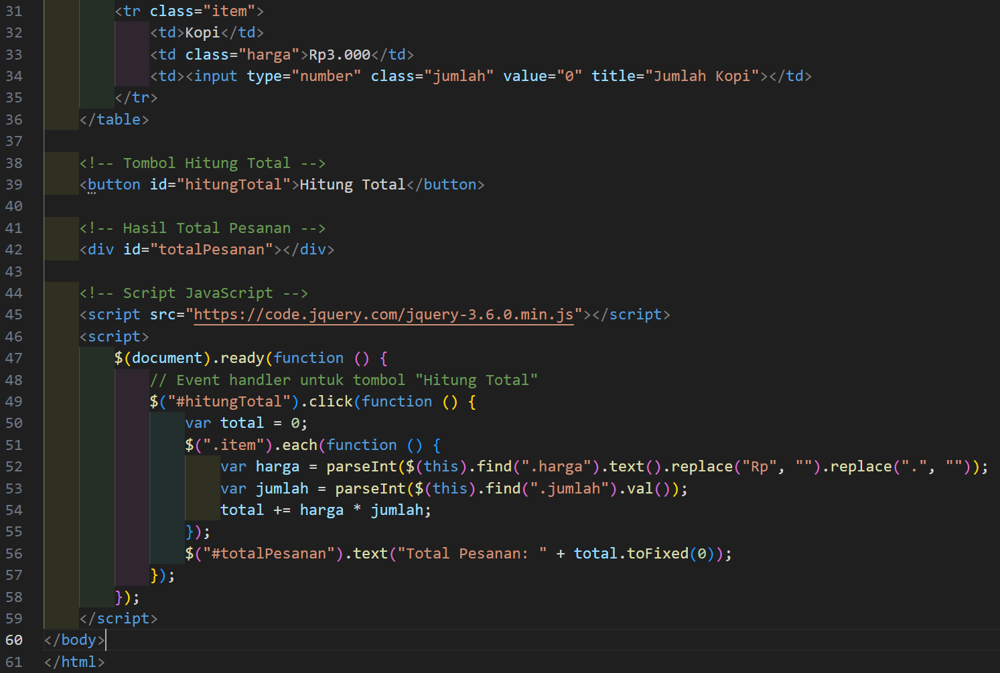 31 <tr class="item">
32 <td>Kopi</td>
33 <td class="harga">Rp3.000</td>
34 <td><input type="number" class="jumlah" value="0" title="Jumlah Kopi"></td>
35 </tr>
36 </table>
37
38 <!-- Tombol Hitung Total -->
39 <button id="hitungTotal">Hitung Total</button>
40
41 <!-- Hasil Total Pesanan -->
42 <div id="totalPesanan"></div>
43
44 <!-- Script JavaScript -->
45 <script src="https://code.jquery.com/jquery-3.6.0.min.js"></script>
46 <script>
47 $(document).ready(function () {
48 // Event handler untuk tombol "Hitung Total"
49 $("#hitungTotal").click(function () {
50 var total = 0;
51 $(".item").each(function () {
52 var harga = parseInt($(this).find(".harga").text().replace("Rp", "").replace(".", ""));
53 var jumlah = parseInt($(this).find(".jumlah").val());
54 total += harga * jumlah;
55 });
56 $("#totalPesanan").text("Total Pesanan: " + total.toFixed(0));
57 });
58 });
59 </script>
60 </body>
61 </html>